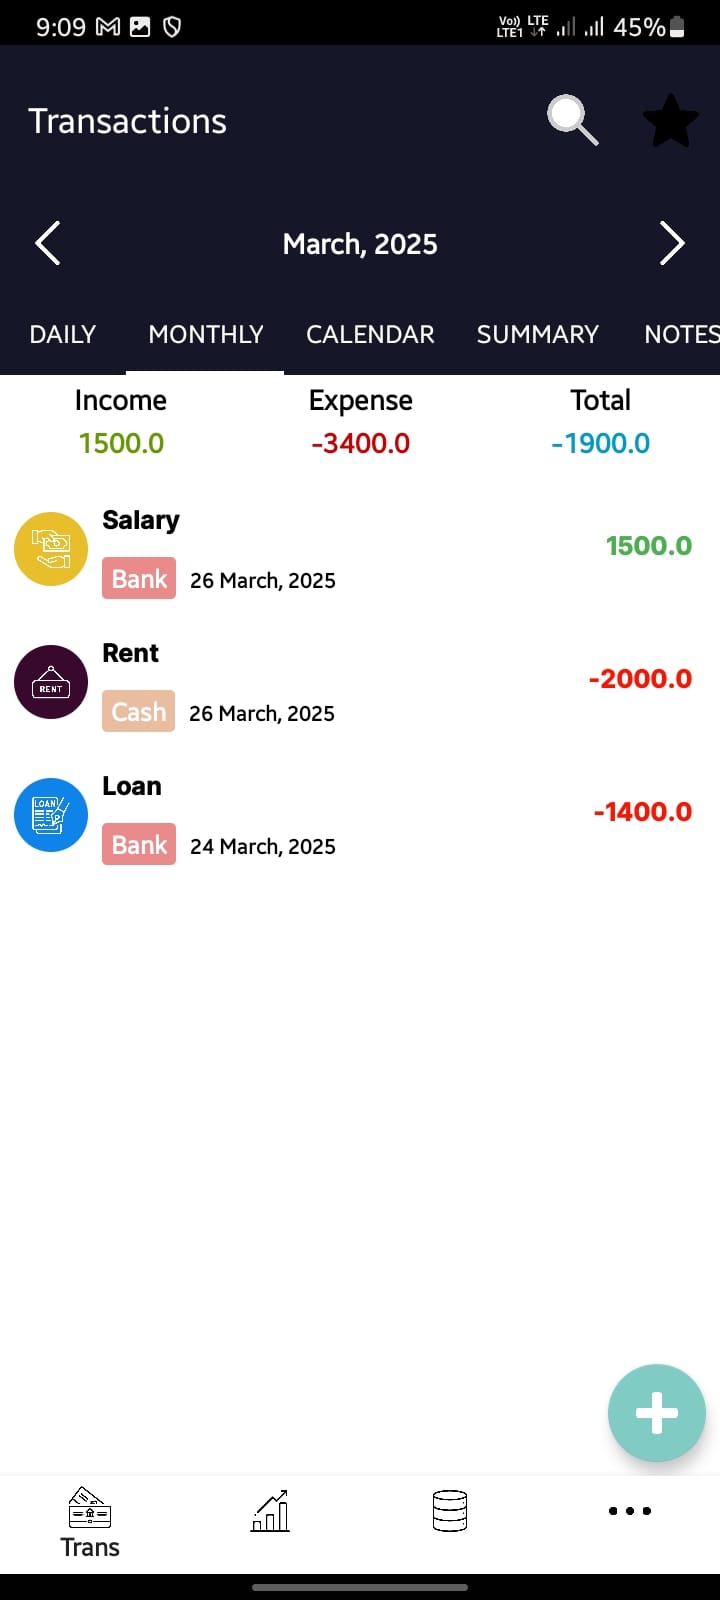 9:09 Vo)) LTE1 LTE 45%
Transactions
March, 2025
DAILY MONTHLY CALENDAR SUMMARY NOTES
Income Expense Total
1500.0 -3400.0 -1900.0
Salary
1500.0
Bank 26 March, 2025
Rent
RENT
-2000.0
Cash 26 March, 2025
Loan
LOAN
-1400.0
Bank 24 March, 2025
Trans